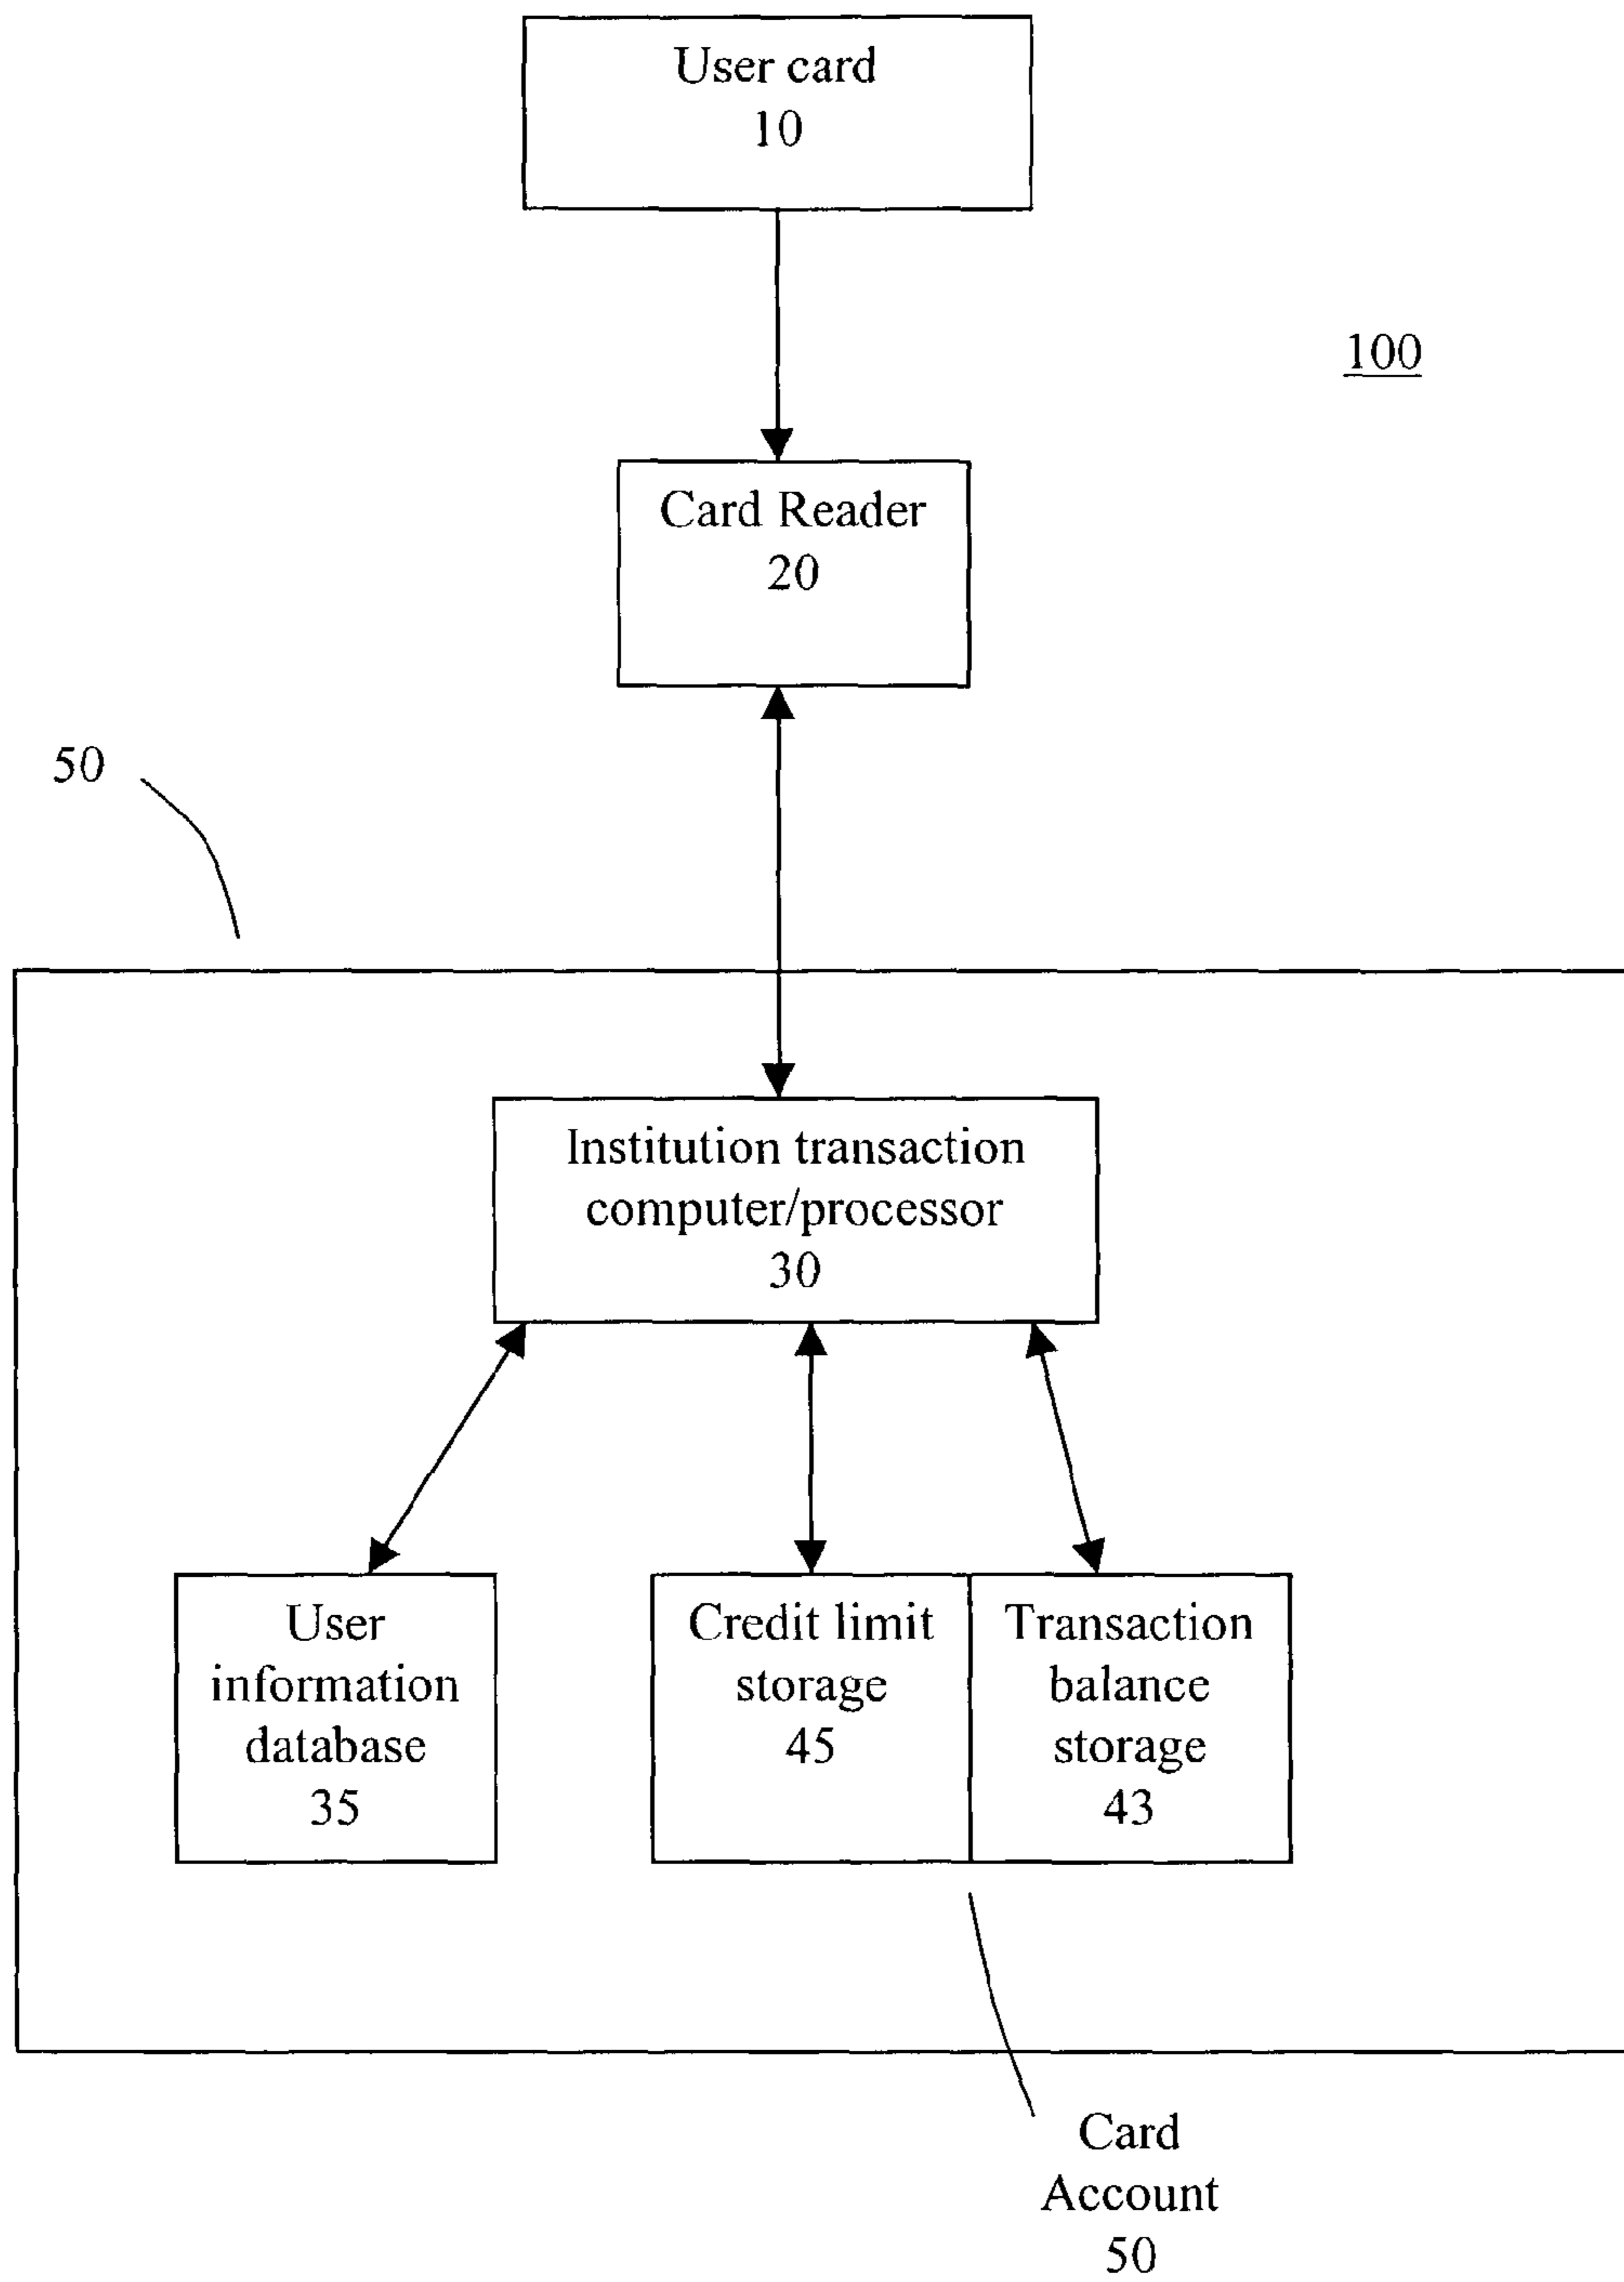 User card
10
100
Card Reader
20
50
Institution transaction
computer/processor
30
User
information
database
35
Credit limit
storage
45
Transaction
balance
storage
43
Card
Account
50